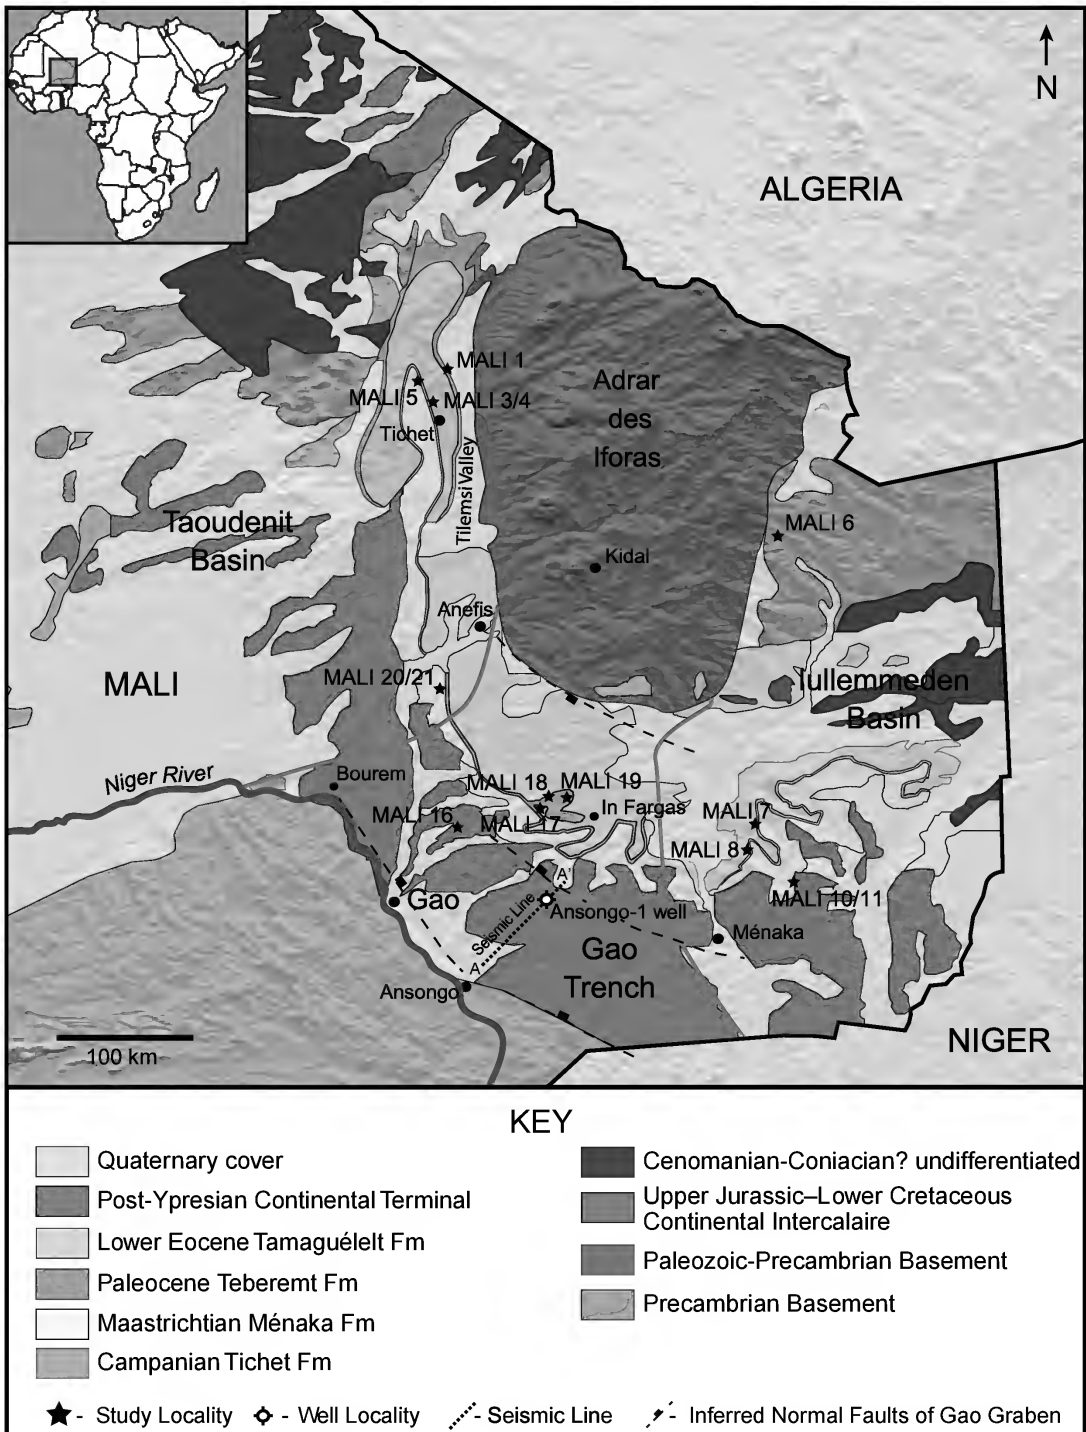 N
ALGERIA
MALI 1
MALI 5
MALI 3/4
Tichet
Tilemsi Valley
Adrar
des
Iforas
Taoudenit
Basin
MALI 6
Kidal
Anefis
MALI
MALI 20/21
Iullemmeden
Basin
Niger River
Bourem
MALI 18
MALI 19
MALI 16
MALI 17
In Fargas
MALI 7
MALI 8
MALI 10/11
Gao
A'
Seismic Line
Ansongo-1 well
A
Ménaka
Gao
Trench
Ansongo
100 km
NIGER
KEY
Quaternary cover
Post-Ypresian Continental Terminal
Lower Eocene Tamaguélelt Fm
Paleocene Teberemt Fm
Maastrichtian Ménaka Fm
Campanian Tichet Fm
Cenomanian-Coniacian? undifferentiated
Upper Jurassic–Lower Cretaceous
Continental Intercalaire
Paleozoic-Precambrian Basement
Precambrian Basement
- Study Locality - Well Locality - Seismic Line - Inferred Normal Faults of Gao Graben